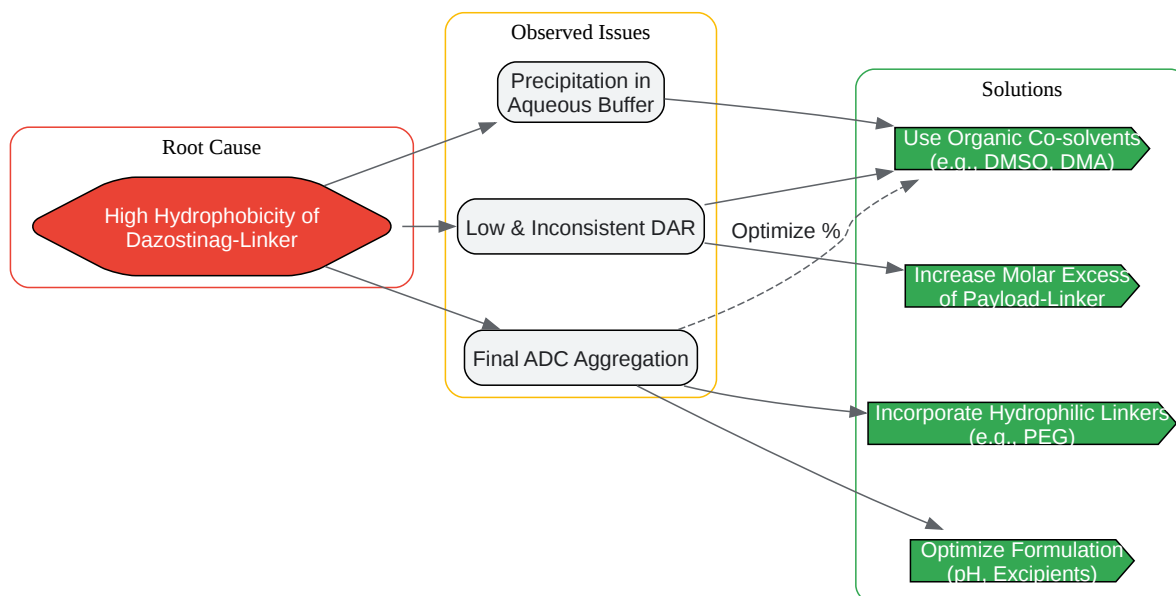 Root Cause
High Hydrophobicity of
Dazostinag-Linker
Observed Issues
Precipitation in
Aqueous Buffer
Low & Inconsistent DAR
Final ADC Aggregation
Optimize %
Solutions
Use Organic Co-solvents
(e.g., DMSO, DMA)
Increase Molar Excess
of Payload-Linker
Incorporate Hydrophilic Linkers
(e.g., PEG)
Optimize Formulation
(pH, Excipients)